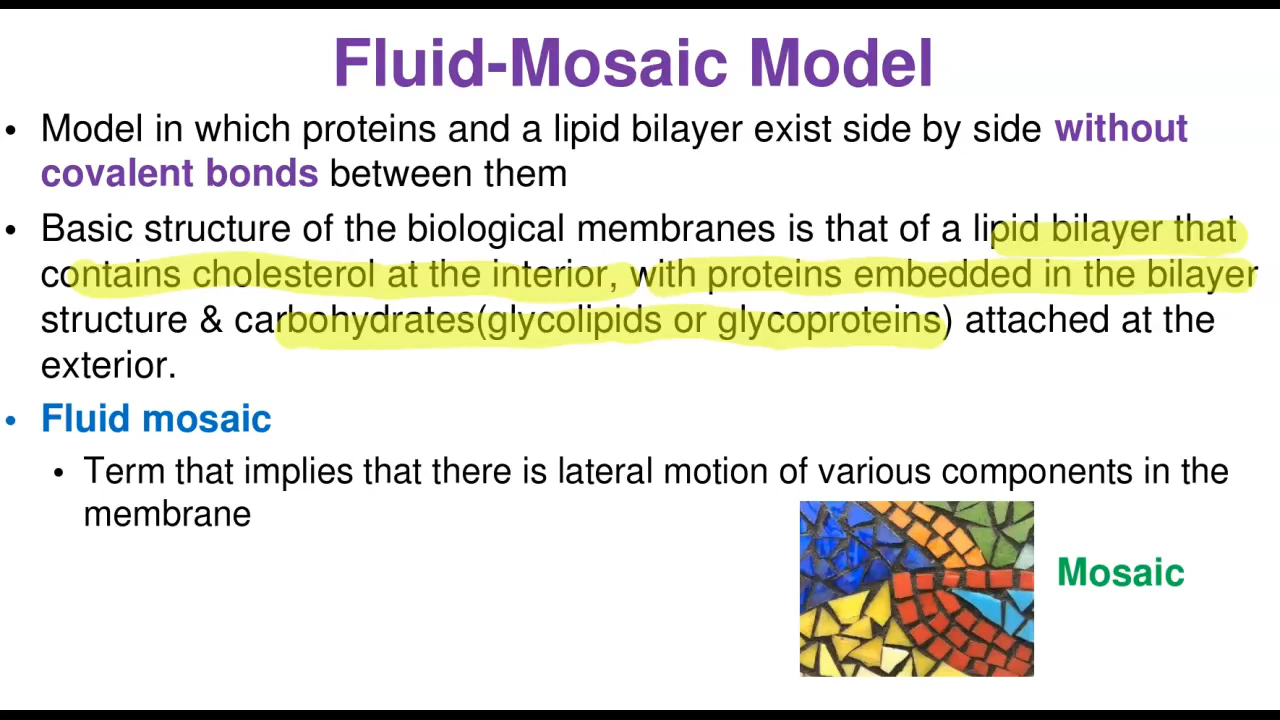 Fluid-Mosaic Model
• Model in which proteins and a lipid bilayer exist side by side without
covalent bonds between them
• Basic structure of the biological membranes is that of a lipid bilayer that
contains cholesterol at the interior, with proteins embedded in the bilayer
structure & carbohydrates(glycolipids or glycoproteins) attached at the
exterior.
• Fluid mosaic
• Term that implies that there is lateral motion of various components in the
membrane
Mosaic